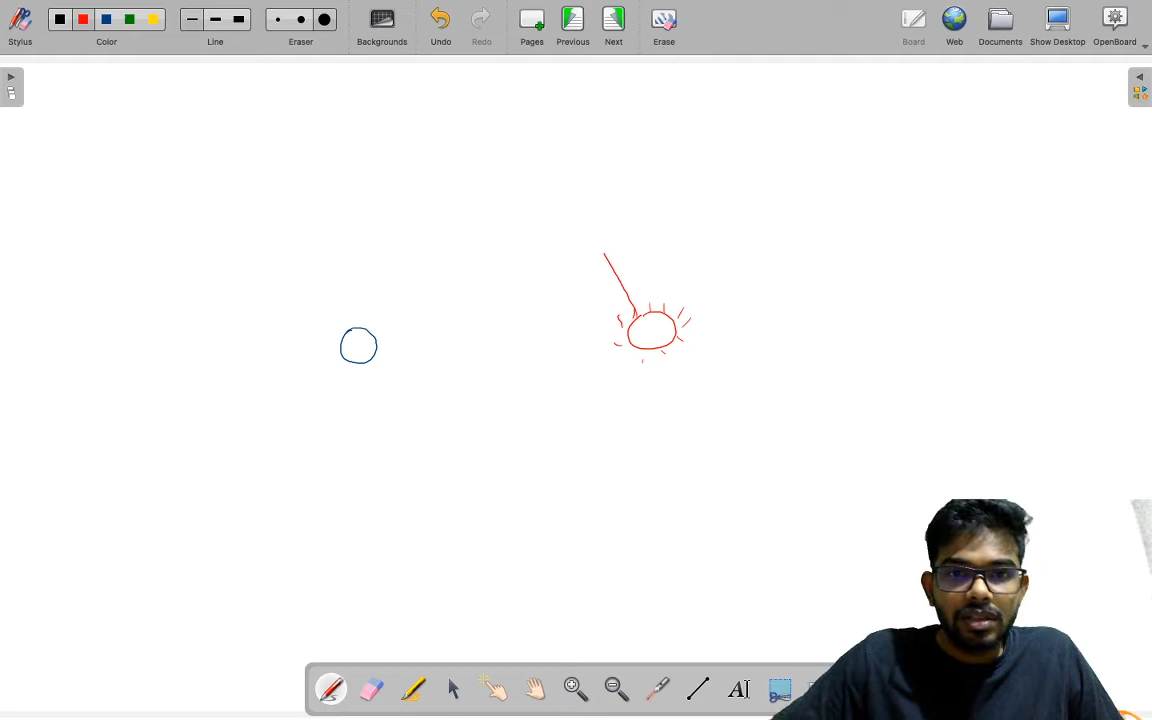 Stylus
Color
Line
Eraser
Backgrounds
Undo
Redo
Pages
Previous
Next
Erase
Board
Web
Documents
Show Desktop
OpenBoard